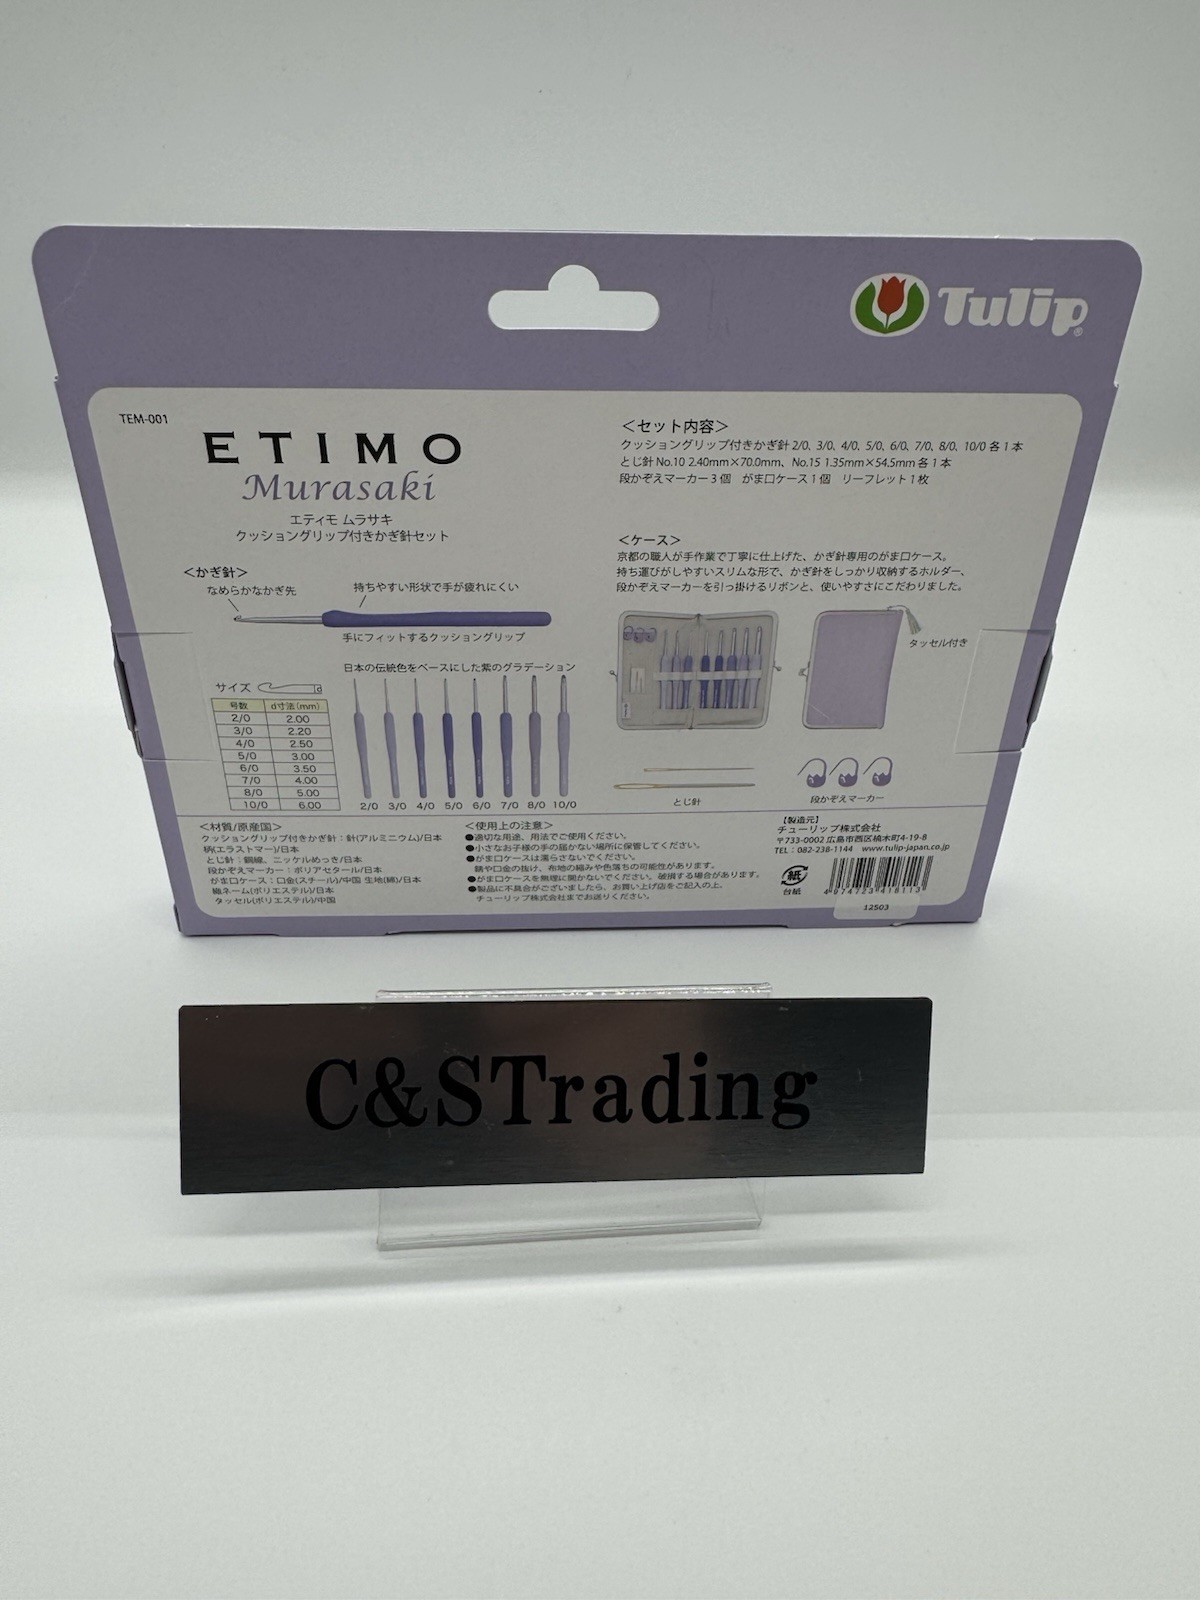 Tulip®
TEM-001
ETIMO
Murasaki
エティモ ムラサキ
クッショングリップ付きかぎ針セット
＜かぎ針＞
なめらかなかぎ先
持ちやすい形状で手が疲れにくい
手にフィットするクッショングリップ
日本の伝統色をベースにした紫のグラデーション
サイズ
d
号数 d寸法(mm)
2/0 2.00
3/0 2.20
4/0 2.50
5/0 3.00
6/0 3.50
7/0 4.00
8/0 5.00
10/0 6.00
2/0 3/0 4/0 5/0 6/0 7/0 8/0 10/0
＜セット内容＞
クッショングリップ付きかぎ針 2/0, 3/0, 4/0, 5/0, 6/0, 7/0, 8/0, 10/0 各1本
とじ針 No.10 2.40mm×70.0mm、No.15 1.35mm×54.5mm 各1本
段かぞえマーカー3個 がま口ケース1個 リーフレット1枚
＜ケース＞
京都の職人が手作業で丁寧に仕上げた、かぎ針専用のがま口ケース。
持ち運びがしやすいスリムな形で、かぎ針をしっかり収納するホルダー、
段かぞえマーカーを引っ掛けるリボンと、使いやすさにこだわりました。
タッセル付き
とじ針
段かぞえマーカー
＜材質/原産国＞
クッショングリップ付きかぎ針：針(アルミニウム)/日本
柄(エラストマー)/日本
とじ針：鋼線、ニッケルめっき/日本
段かぞえマーカー：ポリアセタール/日本
がま口ケース：口金(スチール)/中国 生地(綿)/日本
織ネーム(ポリエステル)/日本
タッセル(ポリエステル)/中国
＜使用上の注意＞
●適切な用途、用法でご使用ください。
●小さなお子様の手の届かない場所に保管してください。
●がま口ケースは濡らさないでください。
錆や口金の抜け、布地の縮みや色落ちの可能性があります。
●がま口ケースを無理に開かないでください。破損する場合があります。
●製品に不具合がございましたら、お買い上げ店をご記入の上、
チューリップ株式会社までお送りください。
【製造元】
チューリップ株式会社
〒733-0002 広島市西区楠木町4-19-8
TEL：082-238-1144 www.tulip-japan.co.jp
紙
台紙
4 974723 418113
12503
C&STrading